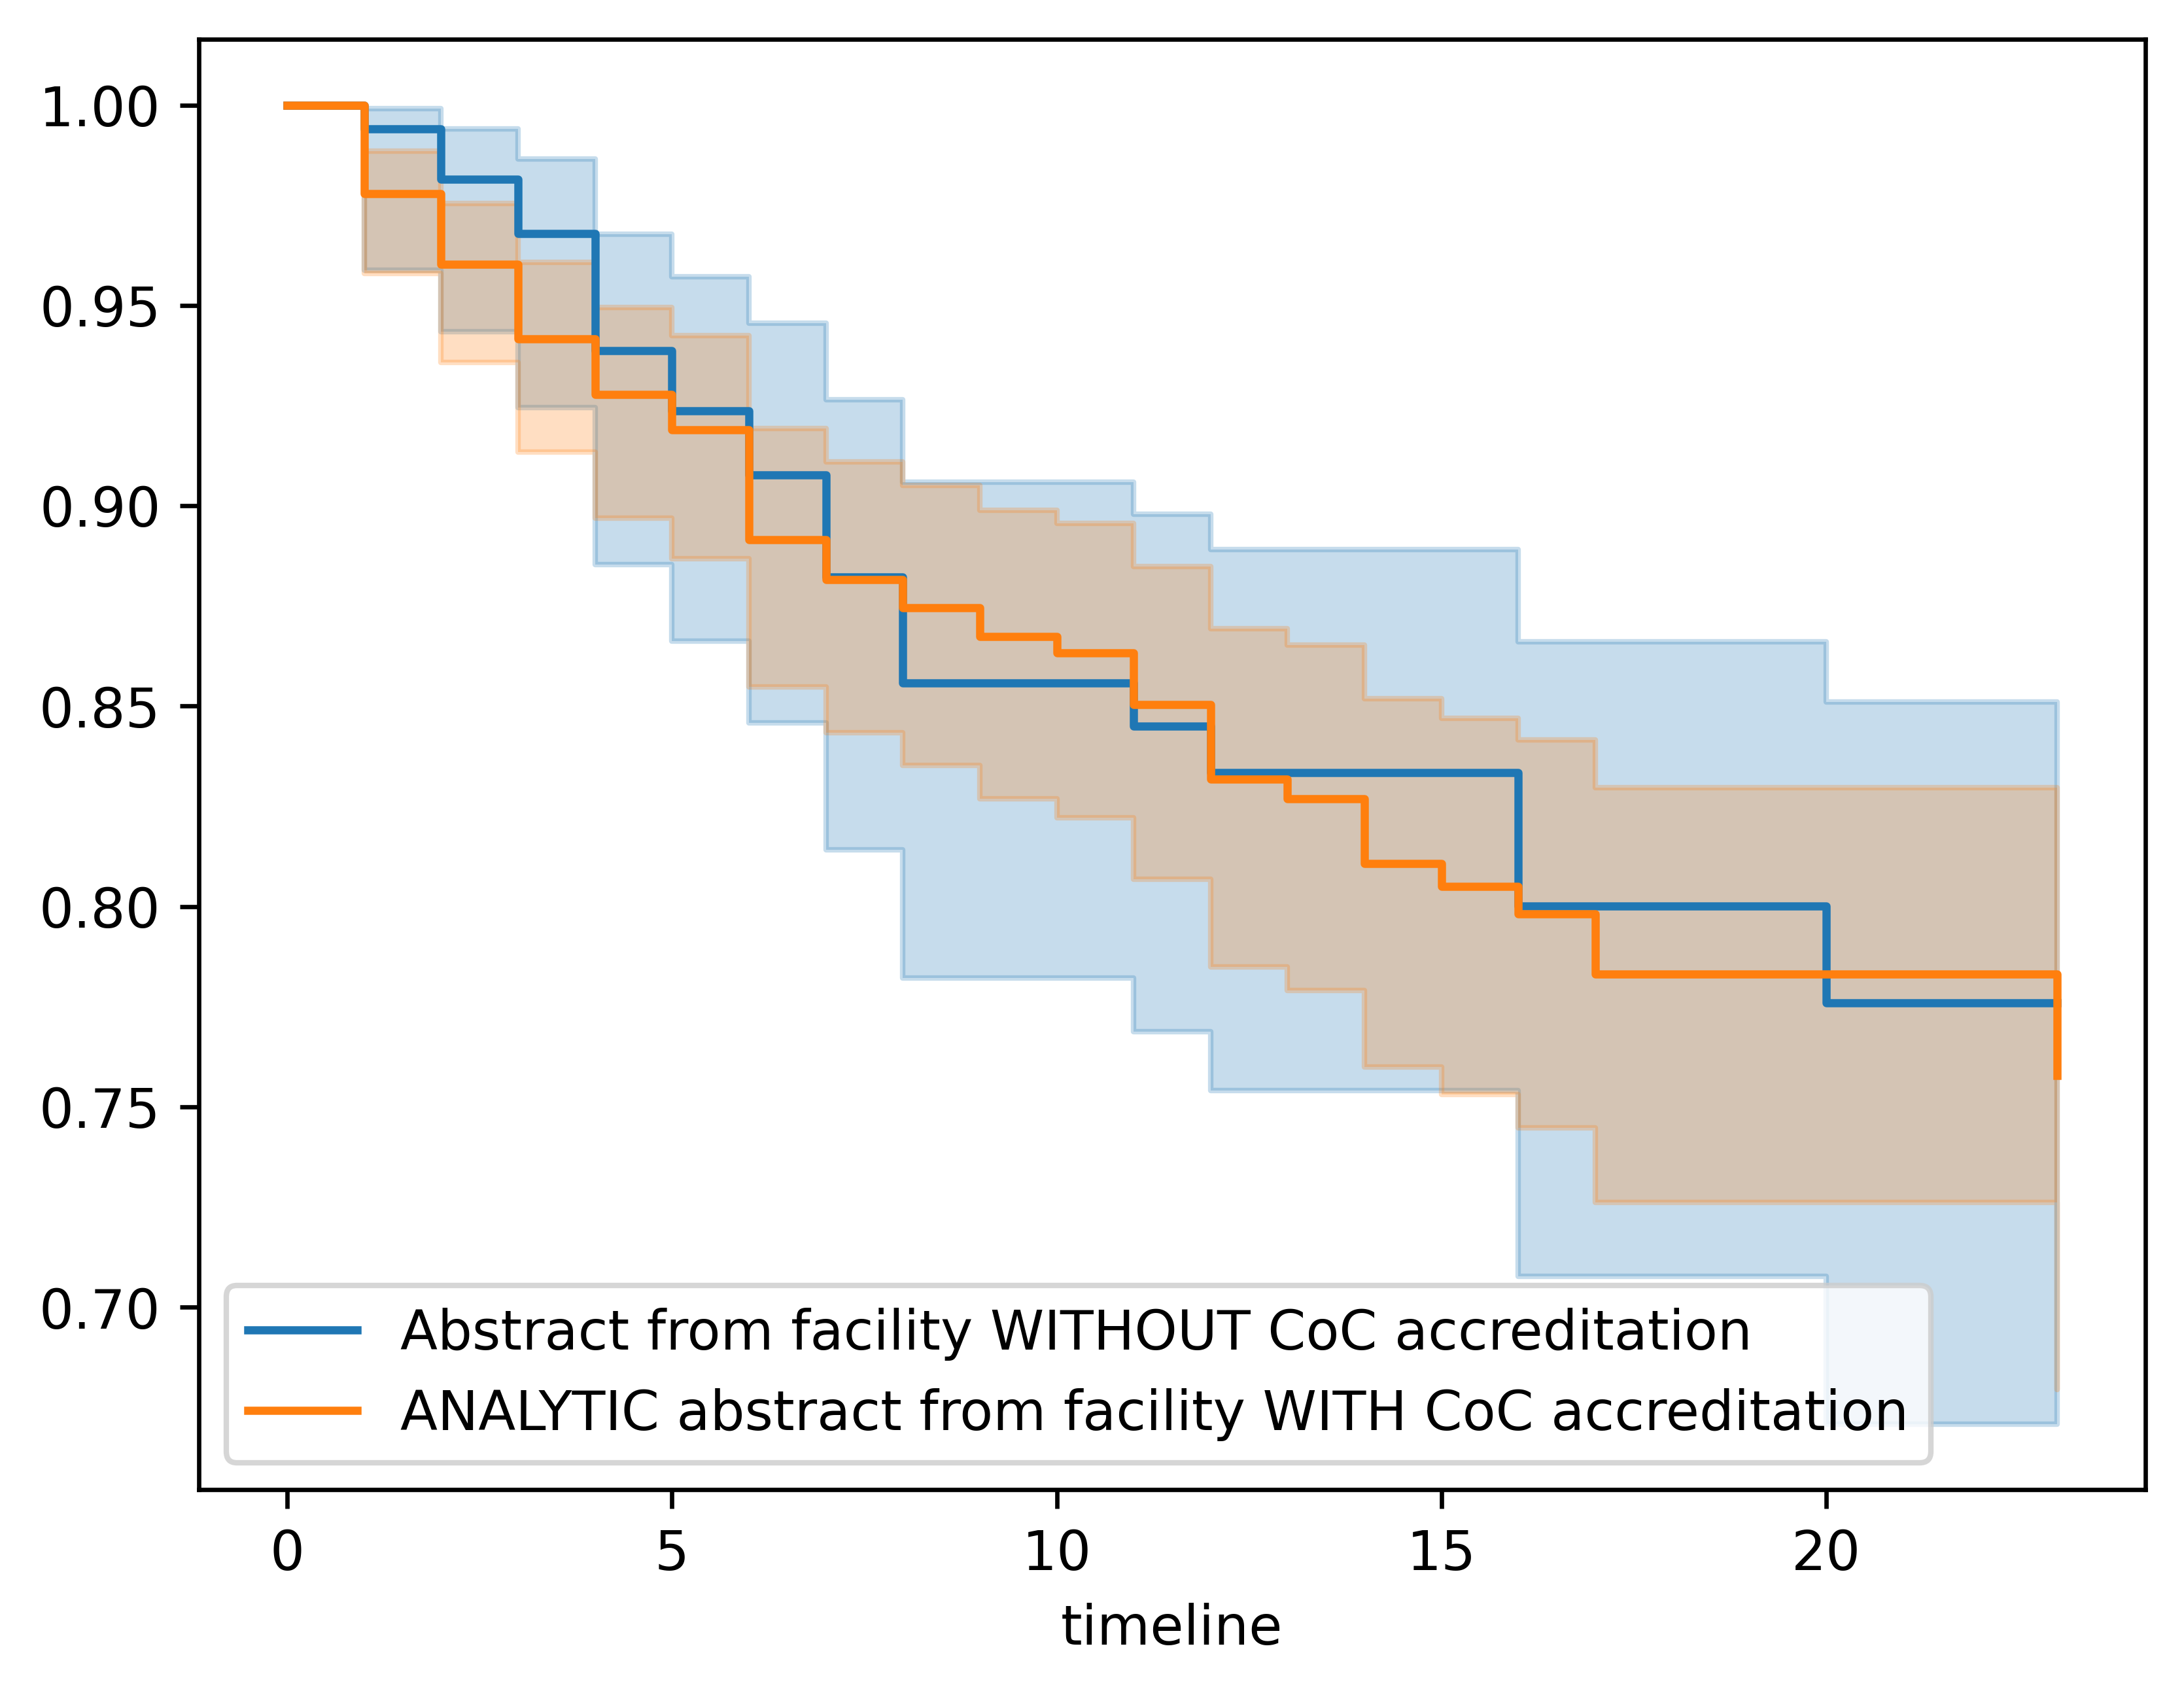 1.00
0.95
0.90
0.85
0.80
0.75
0.70
Abstract from facility WITHOUT CoC accreditation
ANALYTIC abstract from facility WITH CoC accreditation
0 5 10 15 20
timeline